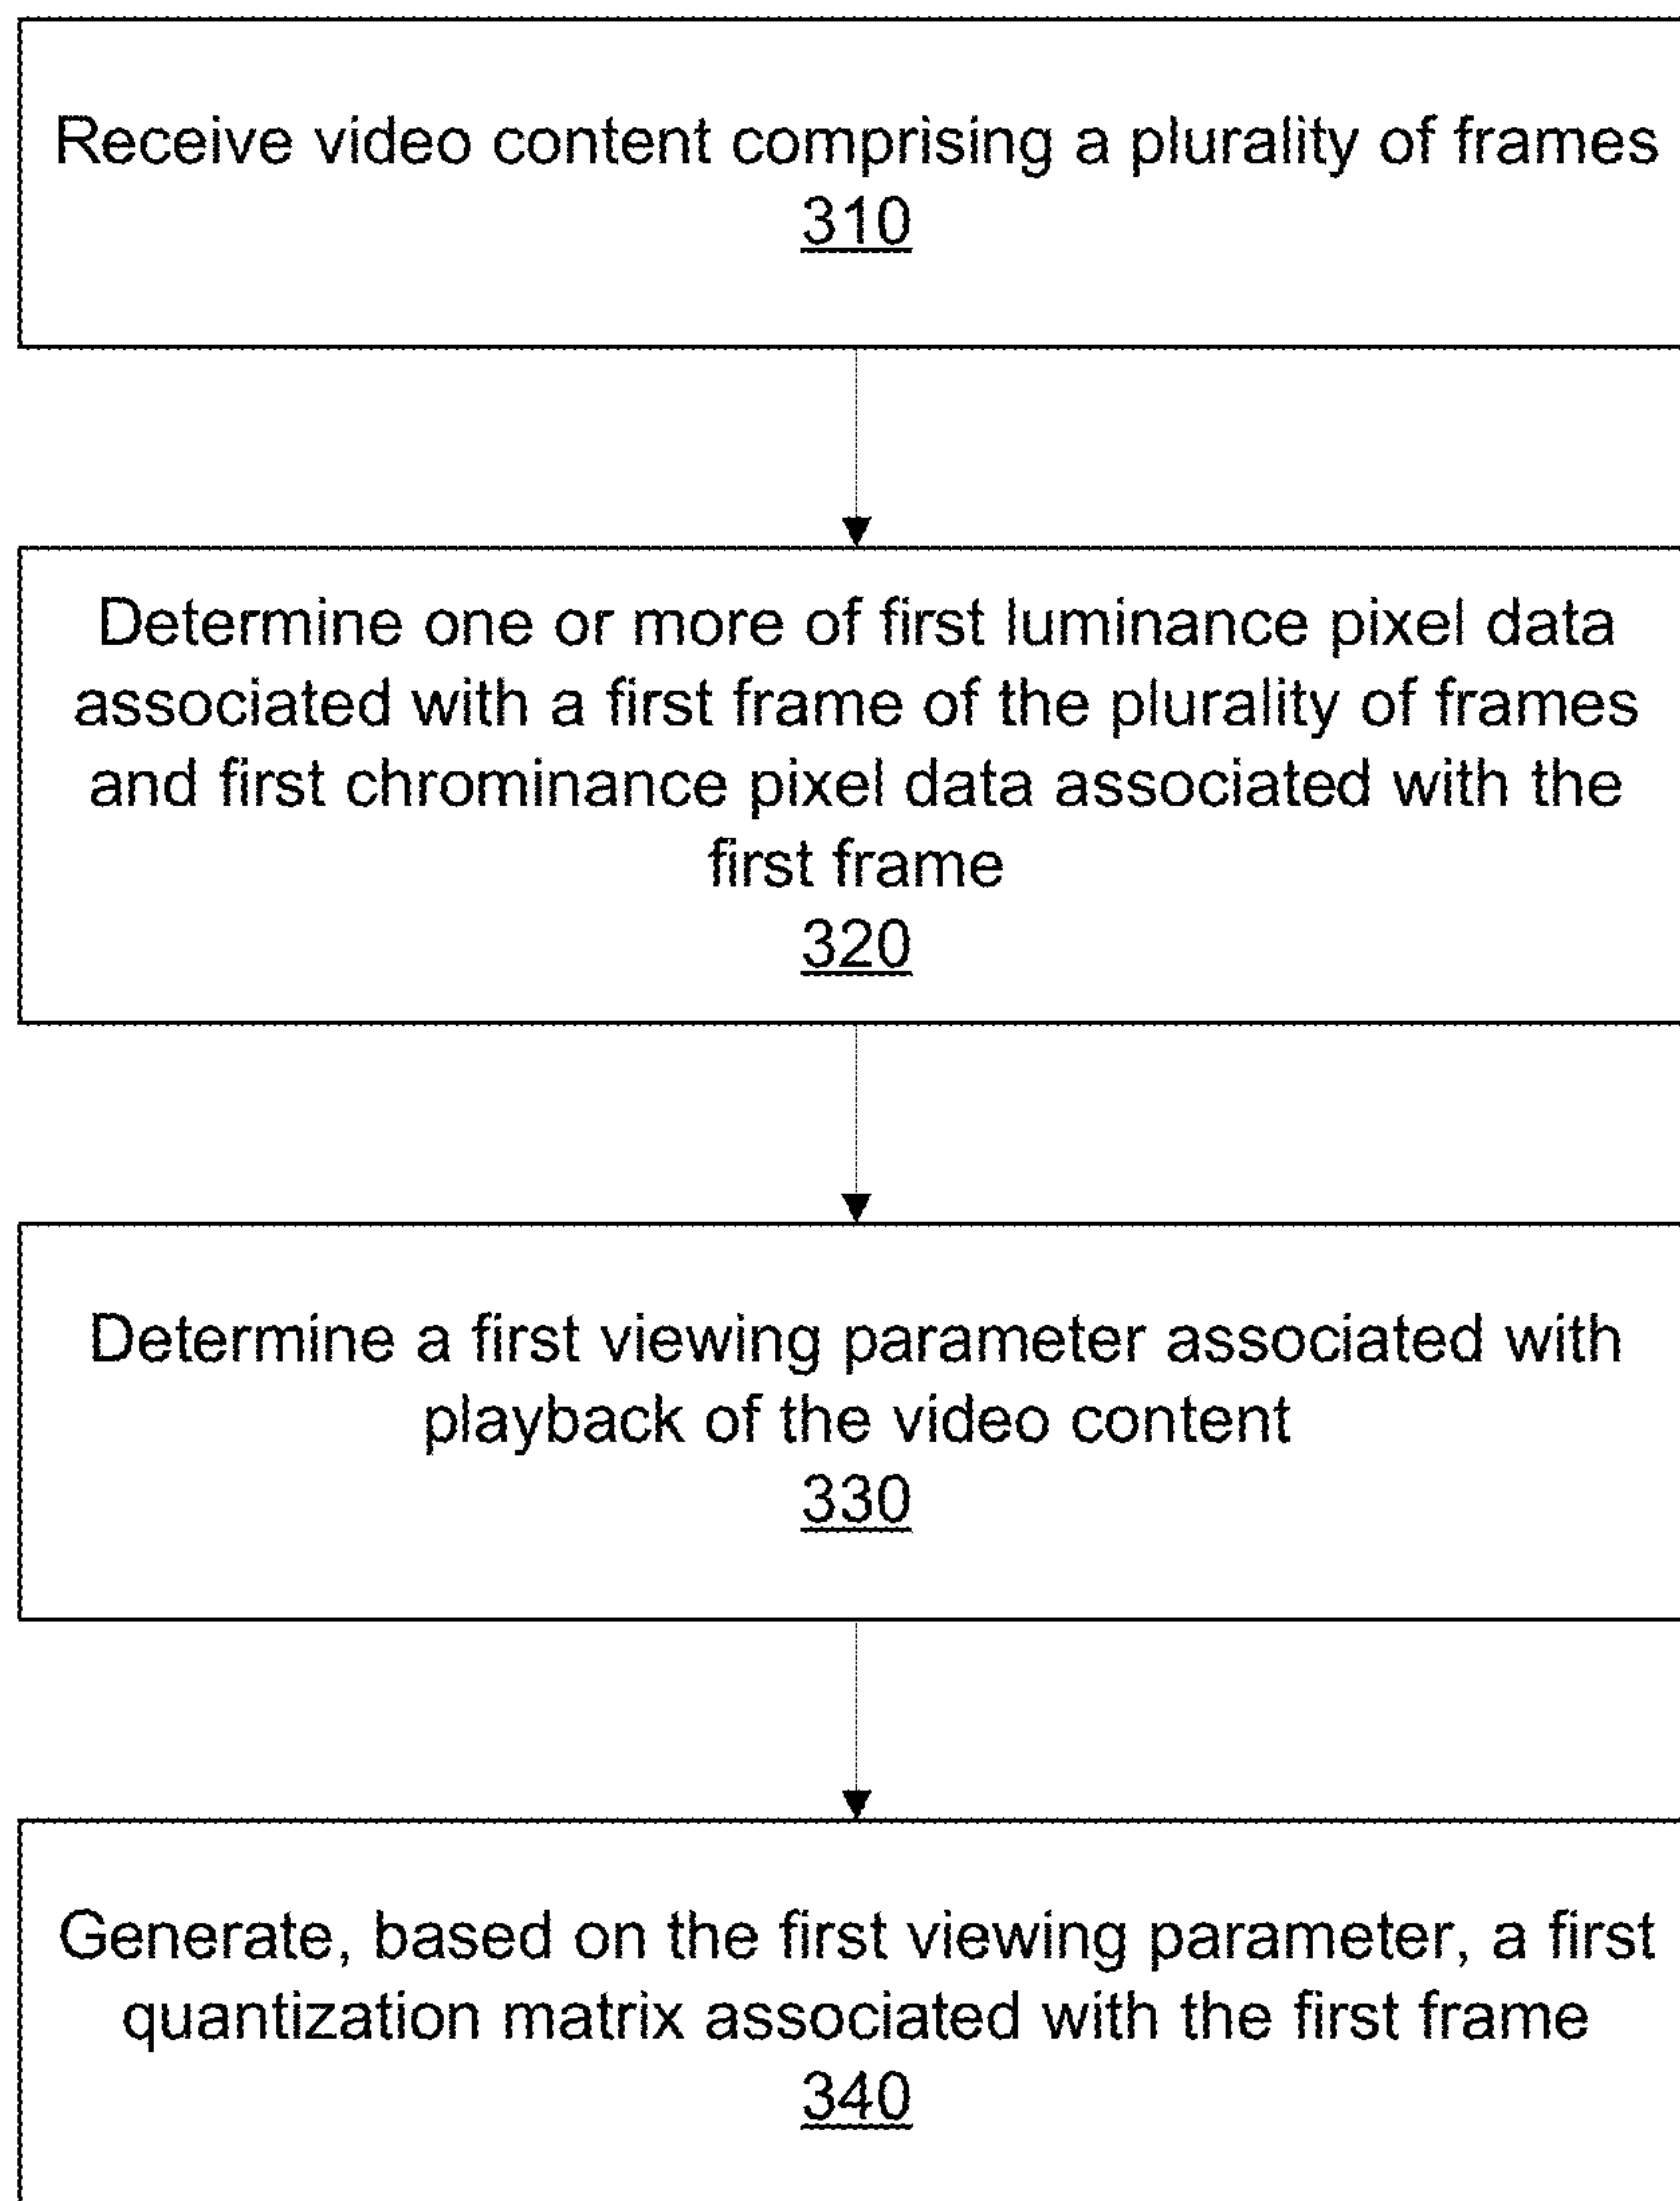 Receive video content comprising a plurality of frames
310
Determine one or more of first luminance pixel data
associated with a first frame of the plurality of frames
and first chrominance pixel data associated with the
first frame
320
Determine a first viewing parameter associated with
playback of the video content
330
Generate, based on the first viewing parameter, a first
quantization matrix associated with the first frame
340